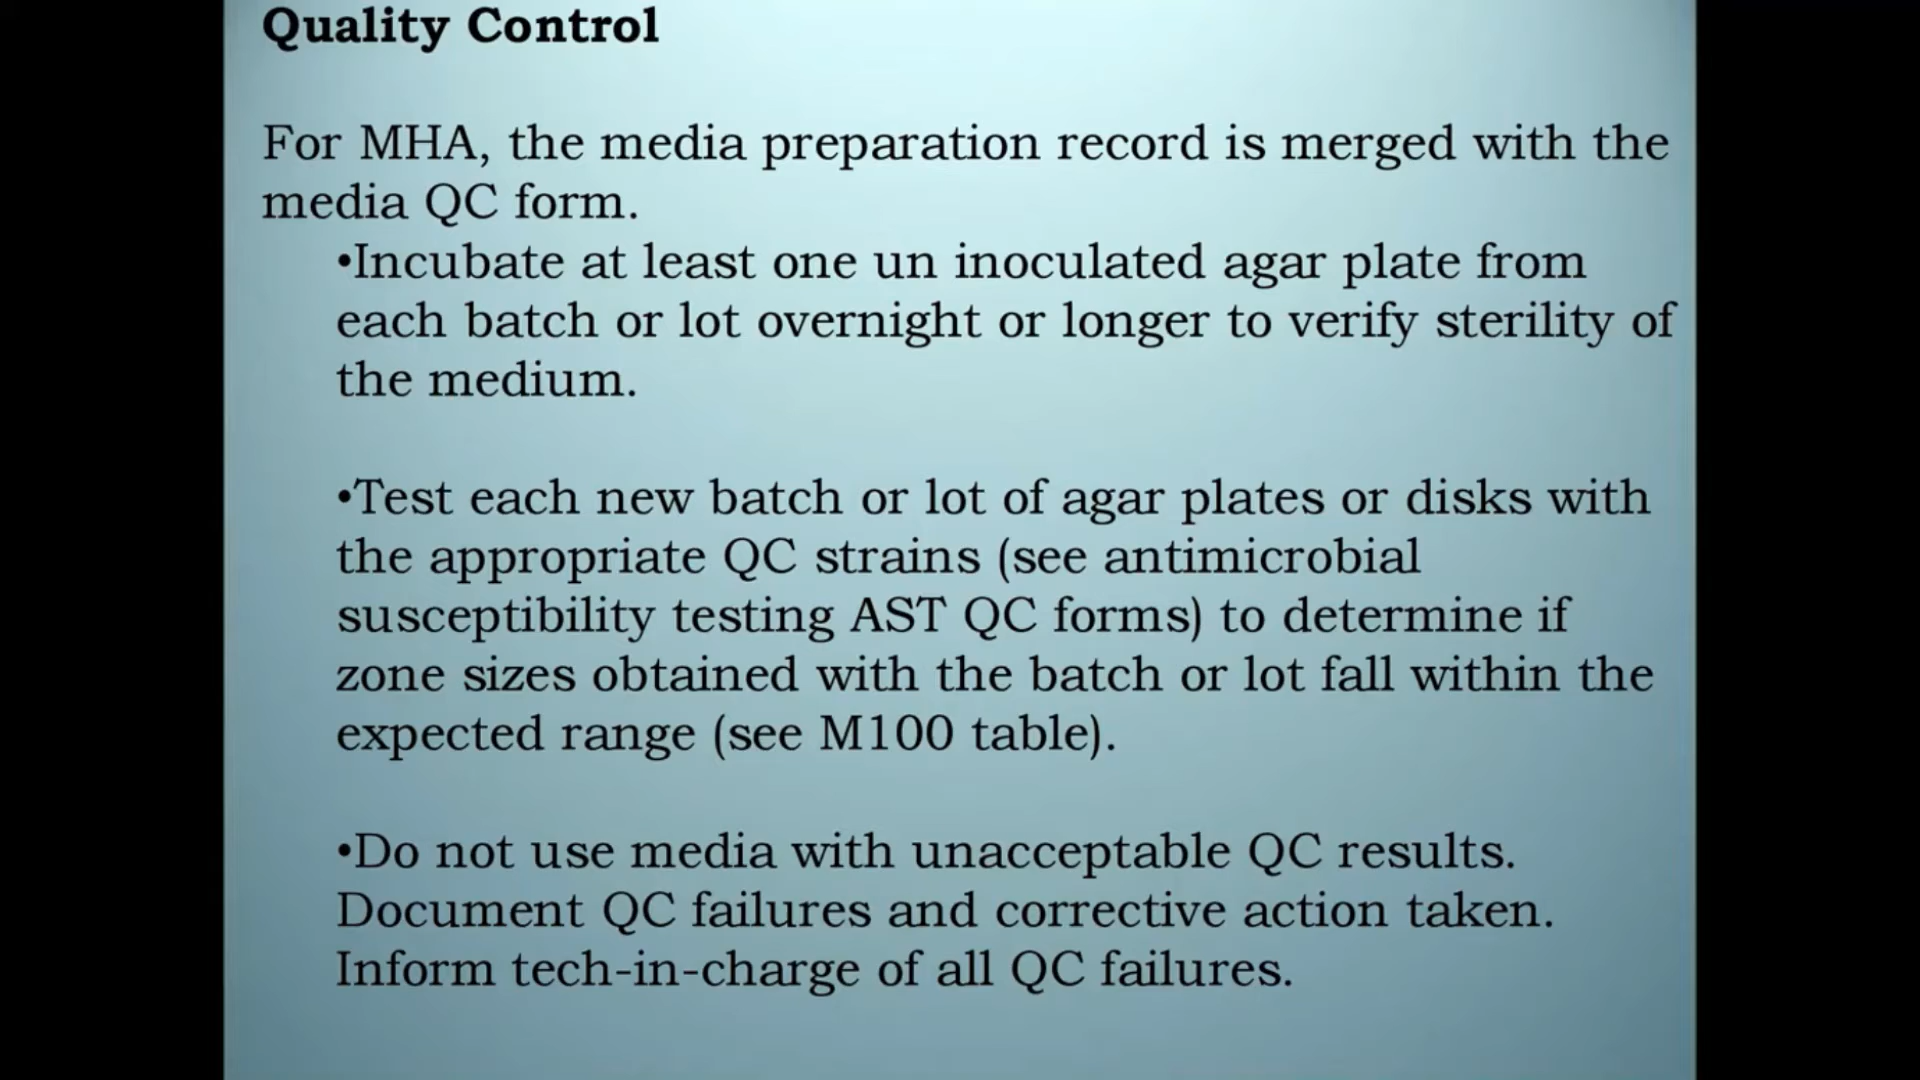 Quality Control
For MHA, the media preparation record is merged with the
media QC form.
•Incubate at least one un inoculated agar plate from
each batch or lot overnight or longer to verify sterility of
the medium.
•Test each new batch or lot of agar plates or disks with
the appropriate QC strains (see antimicrobial
susceptibility testing AST QC forms) to determine if
zone sizes obtained with the batch or lot fall within the
expected range (see M100 table).
•Do not use media with unacceptable QC results.
Document QC failures and corrective action taken.
Inform tech-in-charge of all QC failures.